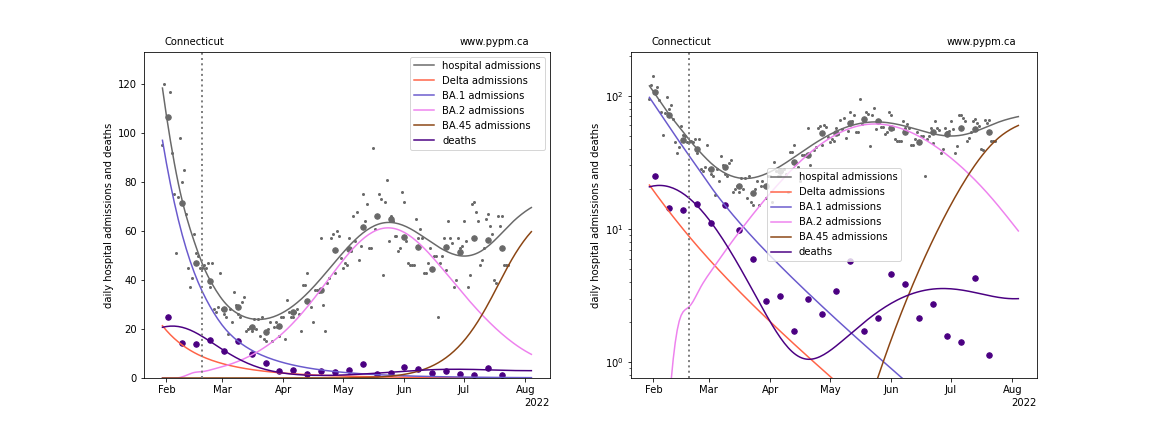 Connecticut www.pypm.ca
daily hospital admissions and deaths
120
100
80
60
40
20
0
hospital admissions
Delta admissions
BA.1 admissions
BA.2 admissions
BA.45 admissions
deaths
Feb Mar Apr May Jun Jul Aug
2022
Connecticut www.pypm.ca
daily hospital admissions and deaths
10²
10¹
10⁰
hospital admissions
Delta admissions
BA.1 admissions
BA.2 admissions
BA.45 admissions
deaths
Feb Mar Apr May Jun Jul Aug
2022